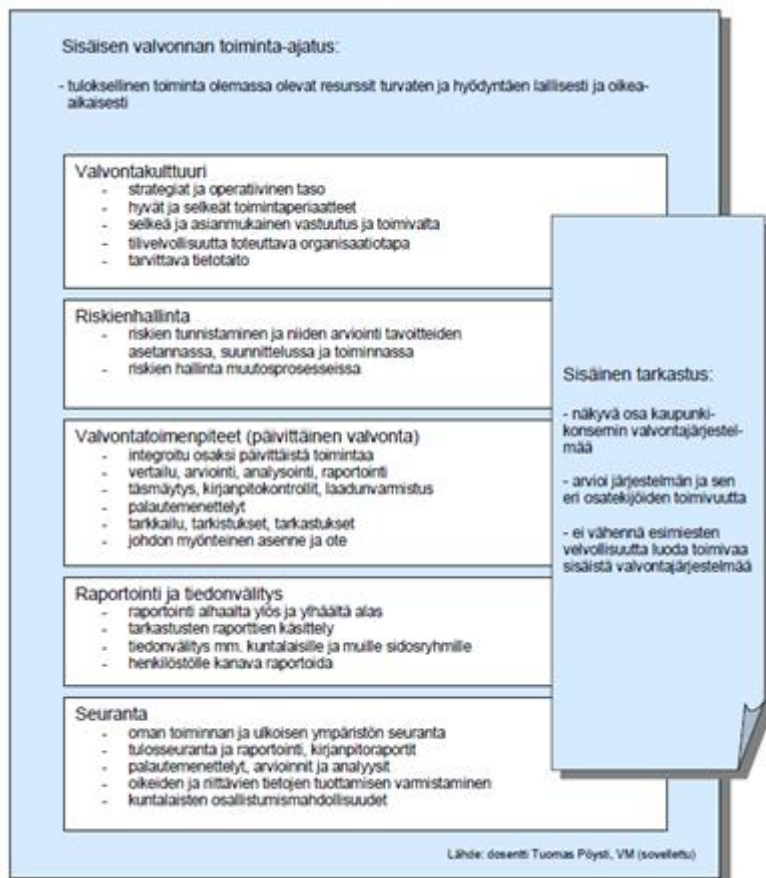 Sisäisen valvonnan toiminta-ajatus:
- tuloksellinen toiminta olemassa olevat resurssit turvaten ja hyödyntäen laillisesti ja oikea-
aikaisesti
Valvontakulttuuri
- strategiat ja operatiivinen taso
- hyvät ja selkeät toimintaperiaatteet
- selkeä ja asianmukainen vastuutus ja toimivalta
- tilivelvollisuutta toteuttava organisaatiotapa
- tarvittava tietotaito
Riskienhallinta
- riskien tunnistaminen ja niiden arviointi tavoitteiden
asetannassa, suunnittelussa ja toiminnassa
- riskien hallinta muutosprosesseissa
Valvontatoimenpiteet (päivittäinen valvonta)
- integroitu osaksi päivittäistä toimintaa
- vertailu, arviointi, analysointi, raportointi
- täsmäytys, kirjanpitokontrollit, laadunvarmistus
- palautemenettelyt
- tarkkailu, tarkistukset, tarkastukset
- johdon myönteinen asenne ja ote
Raportointi ja tiedonvälitys
- raportointi alhaalta ylös ja ylhäältä alas
- tarkastusten raporttien käsittely
- tiedonvälitys mm. kuntalaisille ja muille sidosryhmille
- henkilöstölle kanava raportoida
Seuranta
- oman toiminnan ja ulkoisen ympäristön seuranta
- tulosseuranta ja raportointi, kirjanpitoraportit
- palautemenettelyt, arvioinnit ja analyysit
- oikeiden ja riittävien tietojen tuottamisen varmistaminen
- kuntalaisten osallistumismahdollisuudet
Sisäinen tarkastus:
- näkyvä osa kaupunki-
konsernin valvontajärjestel-
mää
- arvioi järjestelmän ja sen
eri osatekijöiden toimivuutta
- ei vähennä esimiesten
velvollisuutta luoda toimivaa
sisäistä valvontajärjestelmää
Lähde: dosentti Tuomas Pöysti, VM (sovellettu)